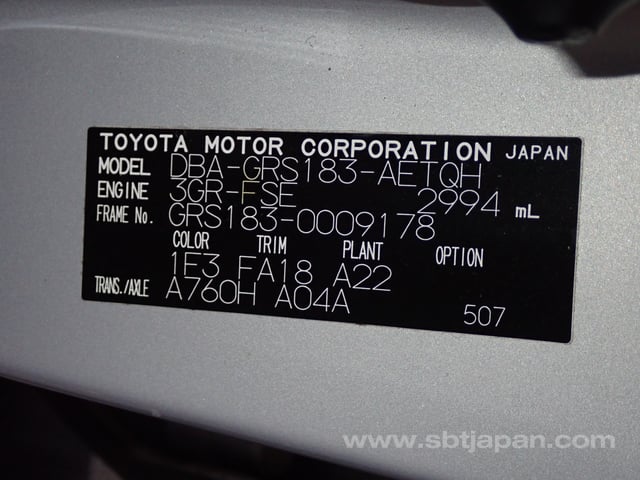 TOYOTA MOTOR CORPORATION JAPAN
MODEL DBA-GRS183-AETQH
ENGINE 3GR-FSE 2994 mL
FRAME No. GRS183-0009178
COLOR TRIM PLANT OPTION
1E3 FA18 A22
TRANS./AXLE A760H A04A 507
www.sbtjapan.com